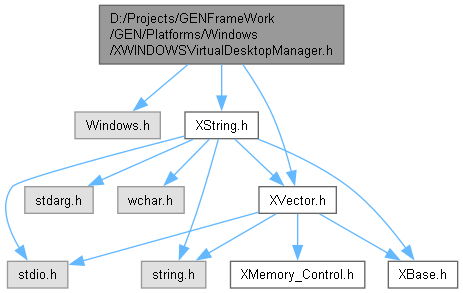 D:/Projects/GENFrameWork
/GEN/Platforms/Windows
/XWINDOWSVirtualDesktopManager.h
Windows.h
XString.h
stdarg.h
wchar.h
XVector.h
stdio.h
string.h
XMemory_Control.h
XBase.h